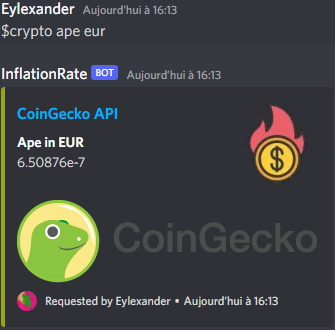 Eylexander Aujourd'hui à 16:13
$crypto ape eur
InflationRate BOT Aujourd'hui à 16:13
CoinGecko API
Ape in EUR
6.50876e-7
$
CoinGecko
Requested by Eylexander • Aujourd'hui à 16:13